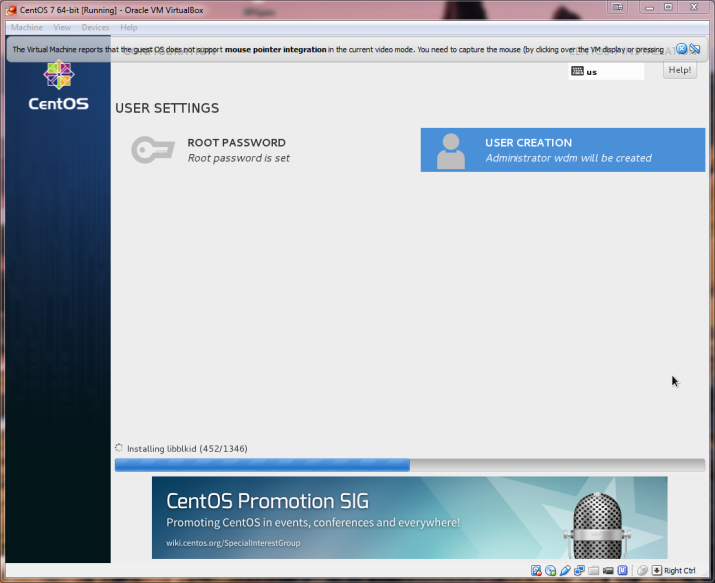 CentOS 7 64-bit [Running] - Oracle VM VirtualBox
Machine View Devices Help
The Virtual Machine reports that the guest OS does not support mouse pointer integration in the current video mode. You need to capture the mouse (by clicking over the VM display or pressing
us
Help!
CentOS
USER SETTINGS
ROOT PASSWORD
Root password is set
USER CREATION
Administrator wdm will be created
Installing libblkid (452/1346)
CentOS Promotion SIG
Promoting CentOS in events, conferences and everywhere!
wiki.centos.org/SpecialInterestGroup
Right Ctrl